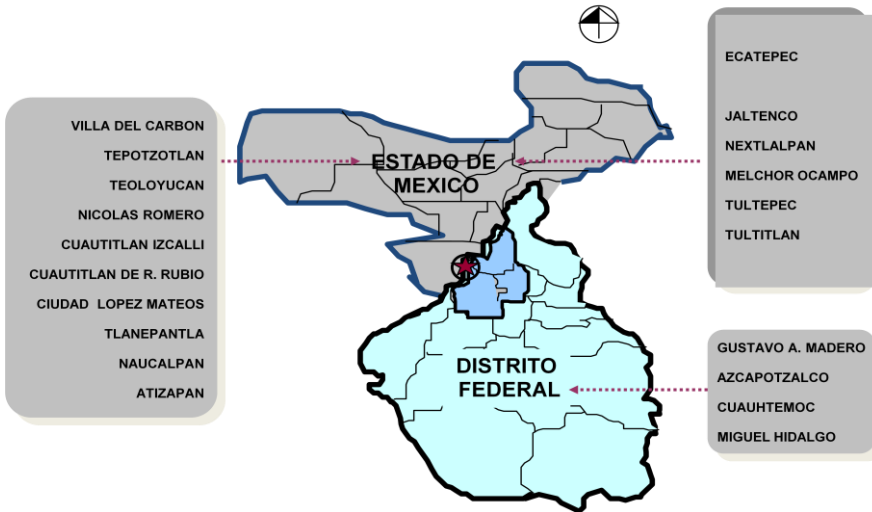 VILLA DEL CARBON
TEPOTZOTLAN
TEOLOYUCAN
NICOLAS ROMERO
CUAUTITLAN IZCALLI
CUAUTITLAN DE R. RUBIO
CIUDAD LOPEZ MATEOS
TLANEPANTLA
NAUCALPAN
ATIZAPAN
ESTADO DE
MEXICO
ECATEPEC
JALTENCO
NEXTLALPAN
MELCHOR OCAMPO
TULTEPEC
TULTITLAN
DISTRITO
FEDERAL
GUSTAVO A. MADERO
AZCAPOTZALCO
CUAUHTEMOC
MIGUEL HIDALGO